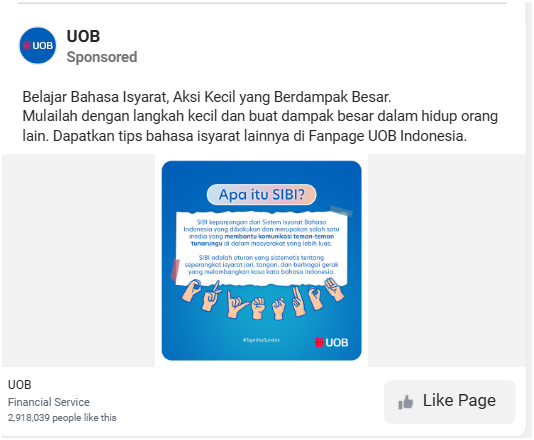 UOB
UOB
Sponsored
Belajar Bahasa Isyarat, Aksi Kecil yang Berdampak Besar.
Mulailah dengan langkah kecil dan buat dampak besar dalam hidup orang
lain. Dapatkan tips bahasa isyarat lainnya di Fanpage UOB Indonesia.
Apa itu SIBI?
SIBI kepanjangan dari Sistem Isyarat Bahasa
Indonesia yang dibakukan dan merupakan salah satu
media yang membantu komunikasi teman-teman
tunarungu di dalam masyarakat yang lebih luas.
SIBI adalah aturan yang sistematis tentang
seperangkat isyarat jari, tangan, dan berbagai gerak
yang melambangkan kosa kata bahasa Indonesia.
#SigndaySunday
UOB
UOB
Financial Service
2,918,039 people like this
Like Page